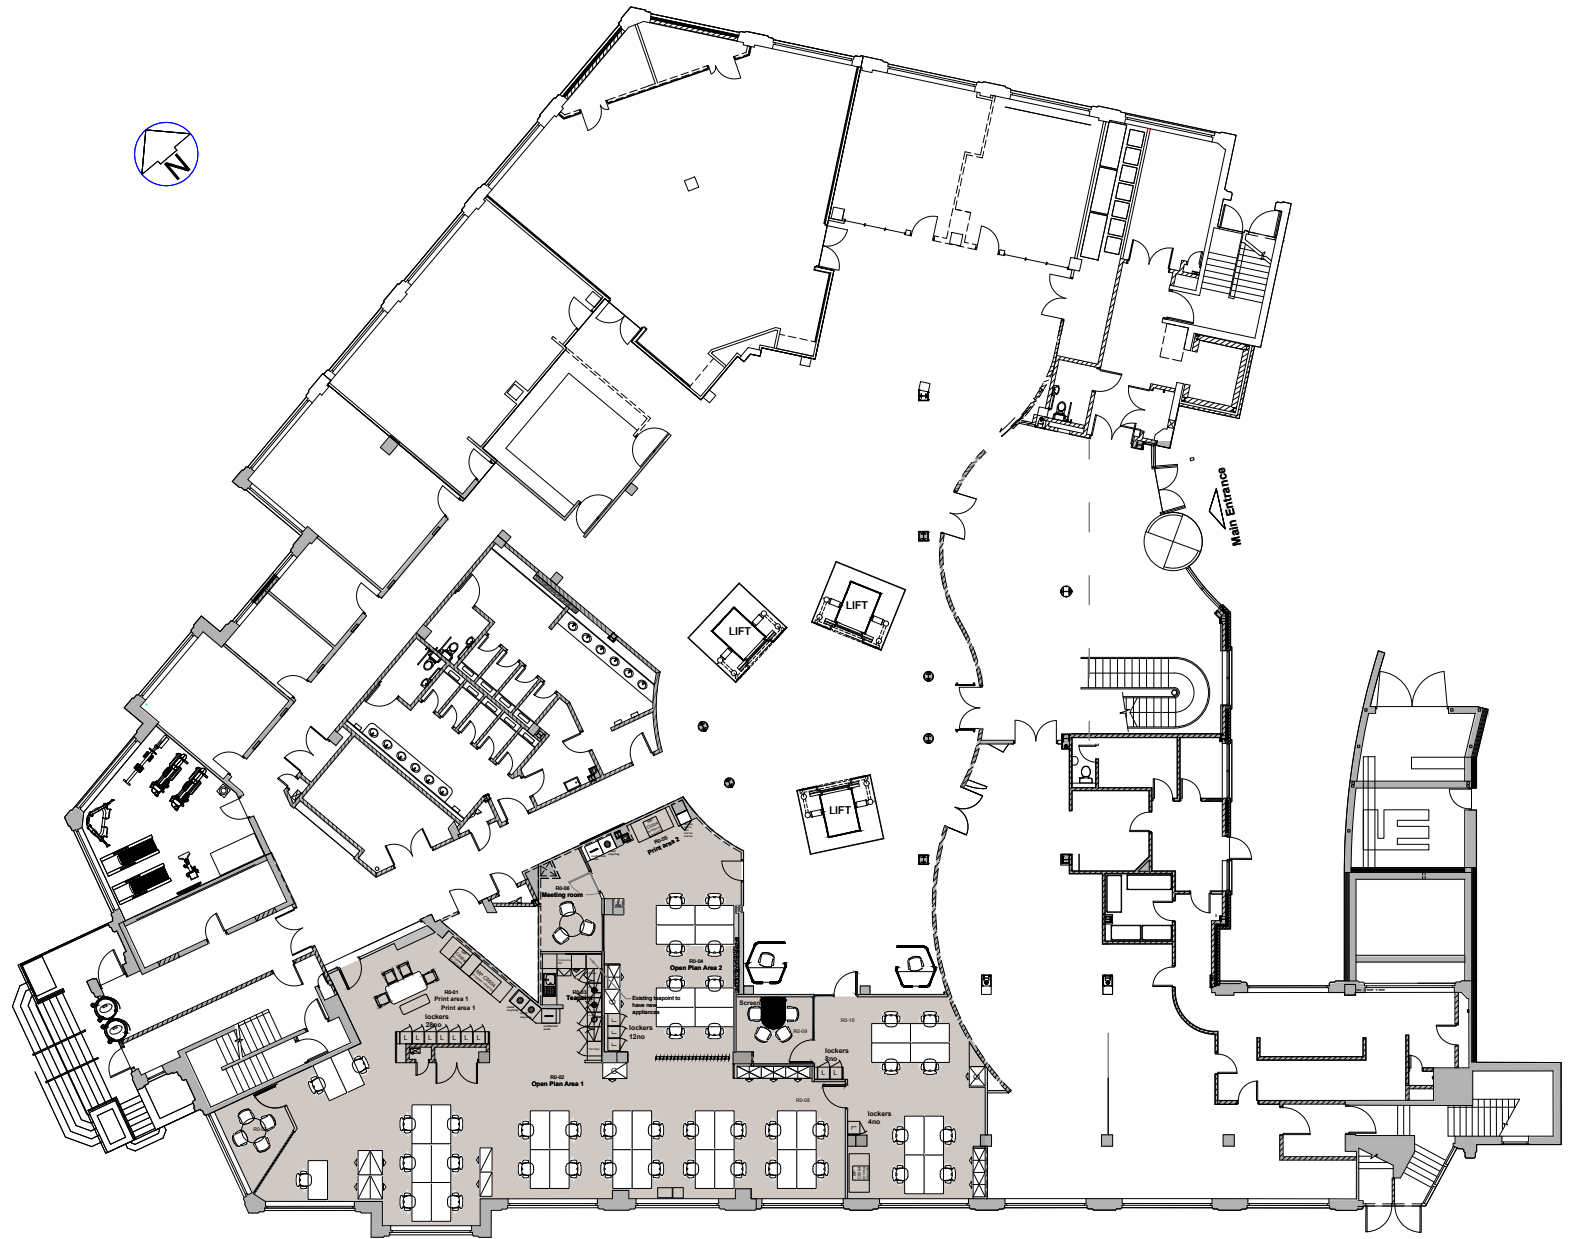 N
Main Entrance
LIFT
LIFT
LIFT
R0-05
Print area 2
R0-06
Meeting room
R0-04
Open Plan Area 2
R0-01
Print area 1
Print area 1
lockers
28no
L L L L L L L
R0-03
Teapoint
Existing teapoint to
have new
appliances
lockers
12no
Screen
R0-09
R0-10
lockers
8no
L L
R0-02
Open Plan Area 1
R0-08
lockers
4no
L